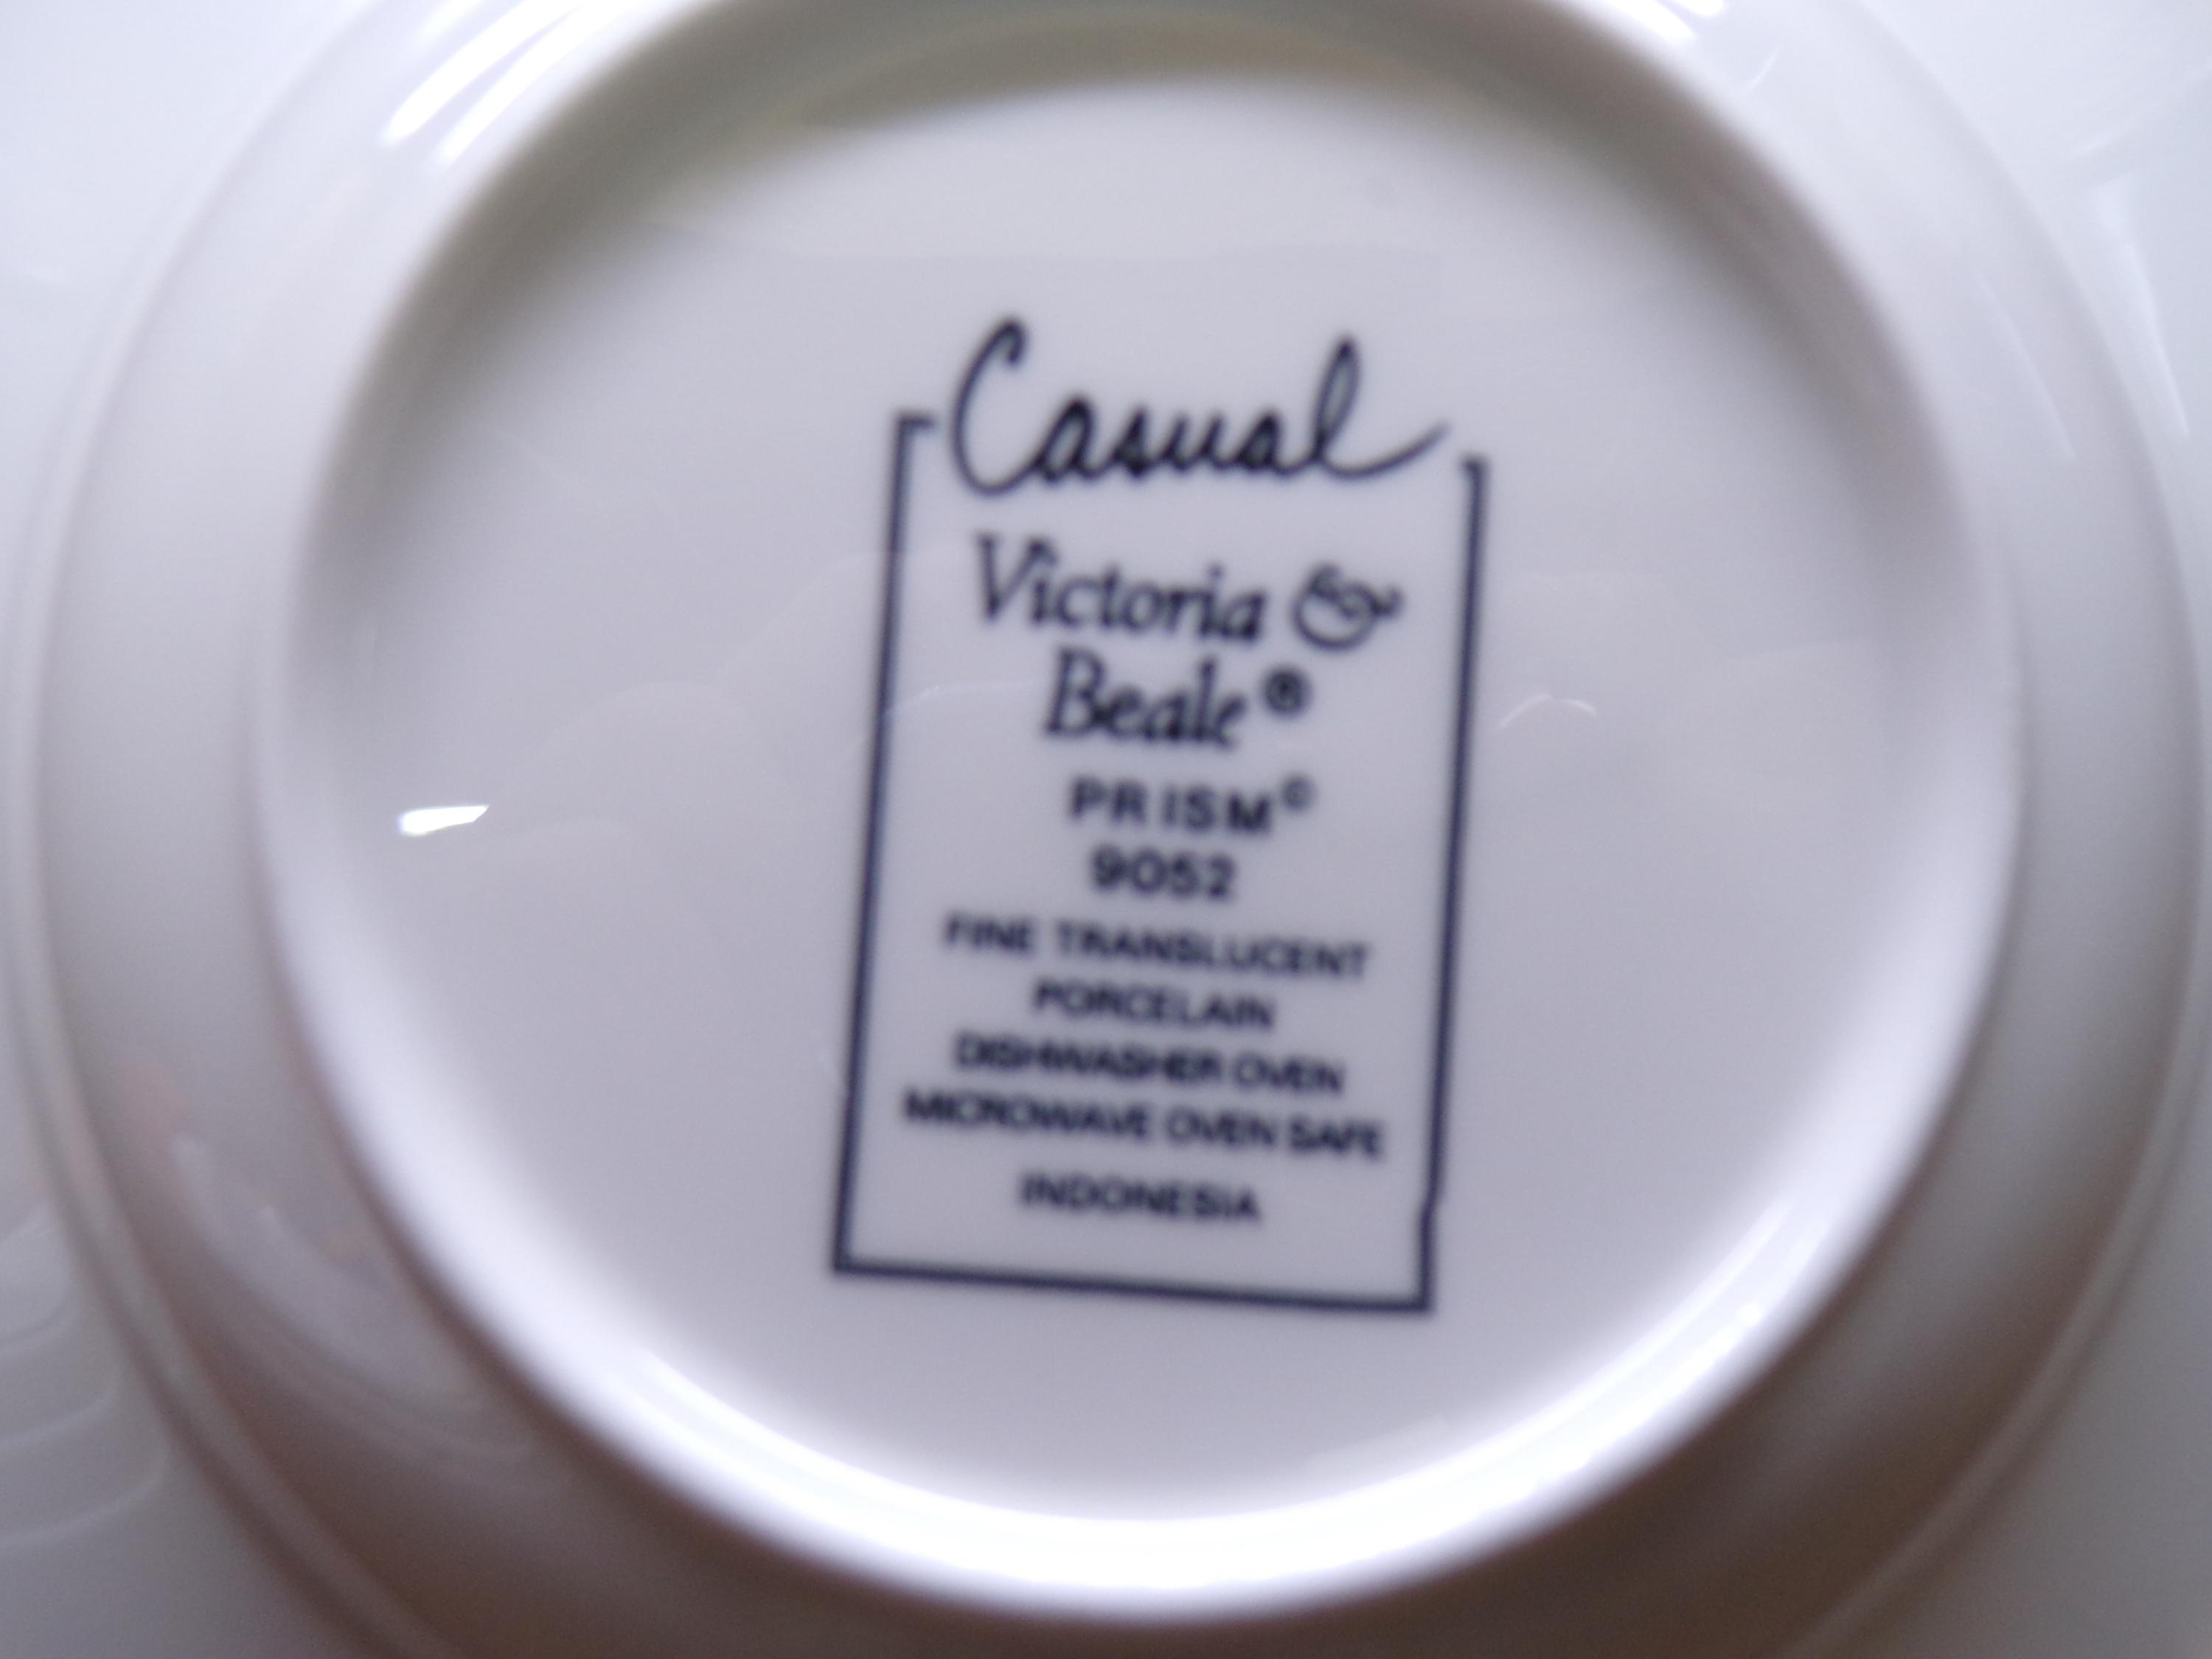 Casual
Victoria &
Beale®
PRISM©
9052
FINE TRANSLUCENT
PORCELAIN
DISHWASHER OVEN
MICROWAVE OVEN SAFE
INDONESIA